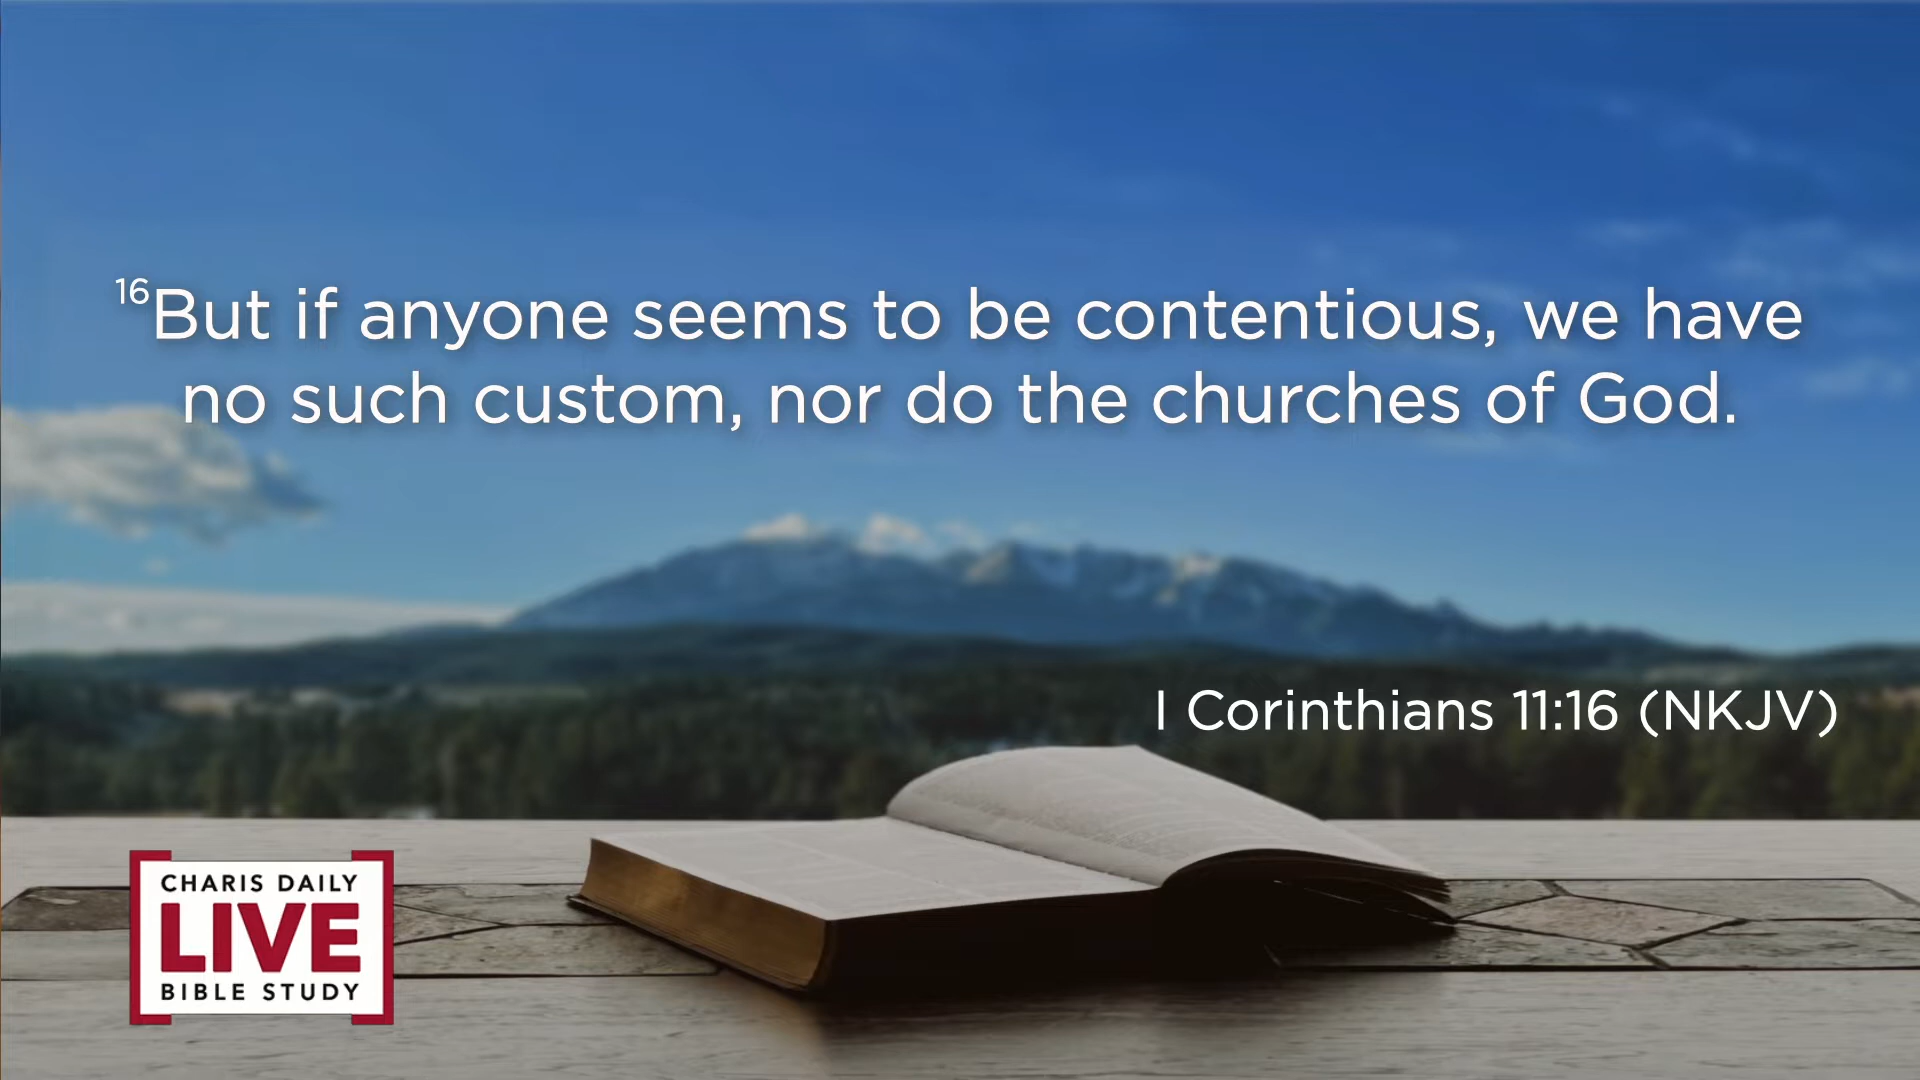 16But if anyone seems to be contentious, we have
no such custom, nor do the churches of God.
I Corinthians 11:16 (NKJV)
CHARIS DAILY
LIVE
BIBLE STUDY